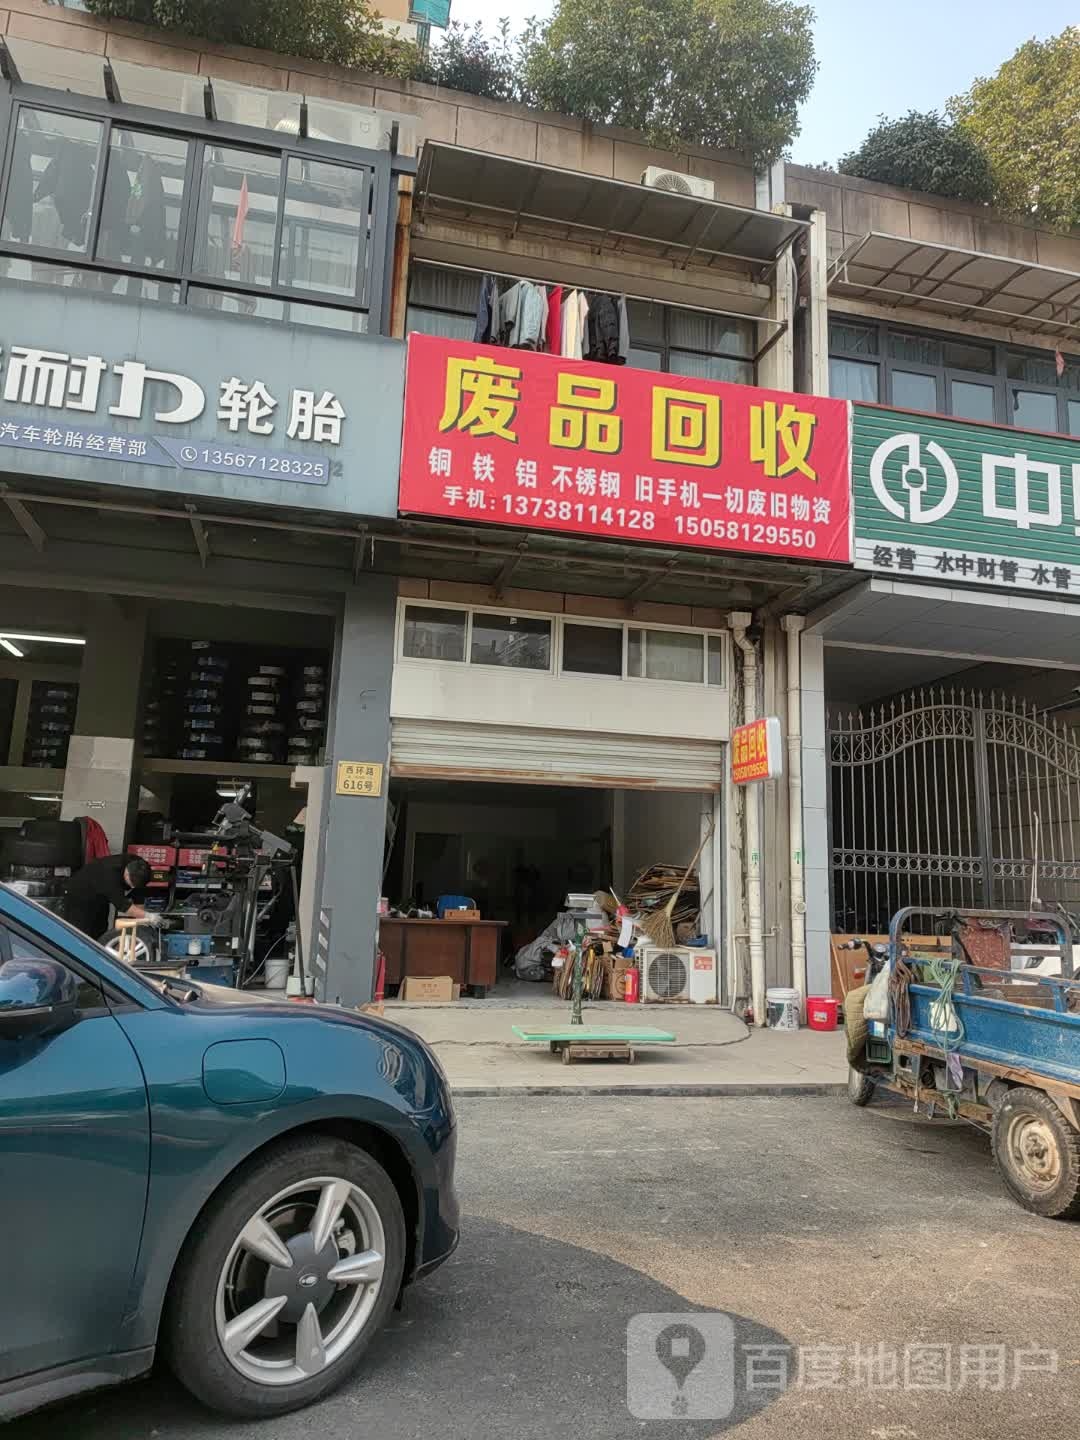 耐力轮胎
汽车轮胎经营部 13567128325
废品回收
铜 铁 铝 不锈钢 旧手机一切废旧物资
手机:13738114128 15058129550
中
经营 水中财管 水管
废品回收
15058129550
西环路
616号
百度地图用户